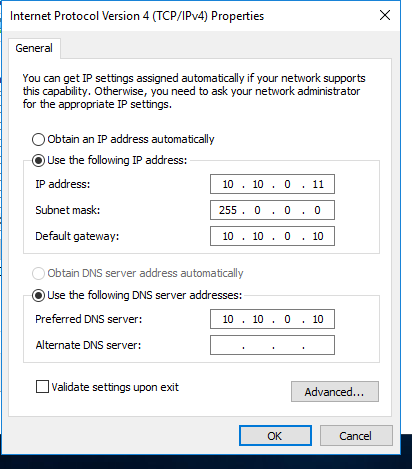 Internet Protocol Version 4 (TCP/IPv4) Properties
General
You can get IP settings assigned automatically if your network supports
this capability. Otherwise, you need to ask your network administrator
for the appropriate IP settings.
Obtain an IP address automatically
Use the following IP address:
IP address: 10 . 10 . 0 . 11
Subnet mask: 255 . 0 . 0 . 0
Default gateway: 10 . 10 . 0 . 10
Obtain DNS server address automatically
Use the following DNS server addresses:
Preferred DNS server: 10 . 10 . 0 . 10
Alternate DNS server: . . .
Validate settings upon exit
Advanced...
OK Cancel